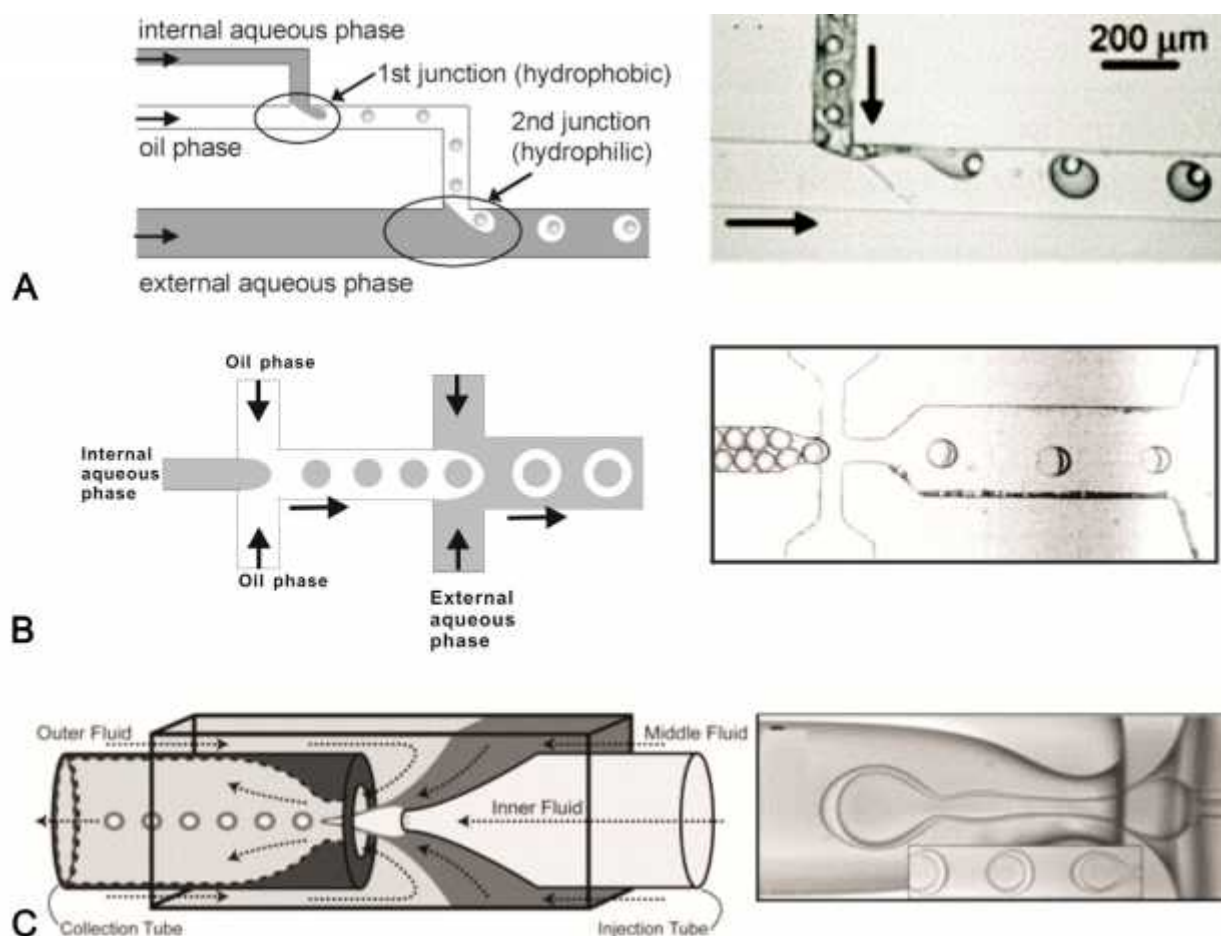 internal aqueous phase
1st junction (hydrophobic)
oil phase
2nd junction
(hydrophilic)
external aqueous phase
A
200 µm
Oil phase
Internal
aqueous
phase
Oil phase
External
aqueous
phase
B
Outer Fluid
Middle Fluid
Inner Fluid
Collection Tube
Injection Tube
C